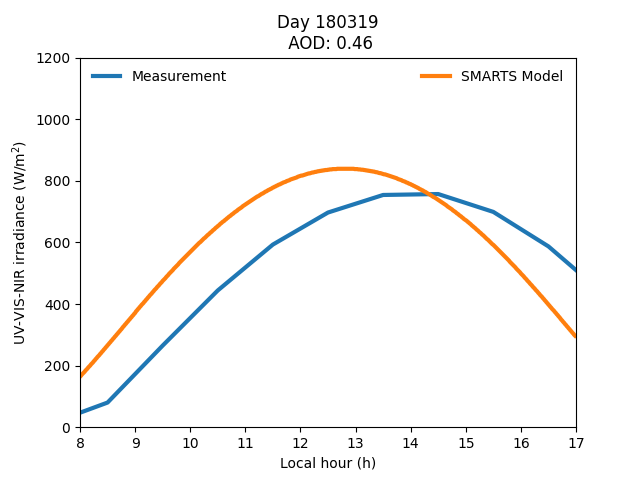 Day 180319
AOD: 0.46
Measurement
SMARTS Model
UV-VIS-NIR irradiance (W/m²)
1200
1000
800
600
400
200
0
8 9 10 11 12 13 14 15 16 17
Local hour (h)